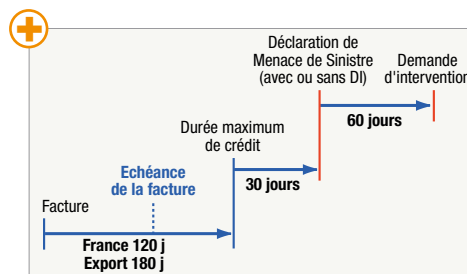 Déclaration de
Menace de Sinistre
(avec ou sans DI)
Demande
d'intervention
60 jours
Durée maximum
de crédit
30 jours
Echéance
de la facture
Facture
France 120 j
Export 180 j